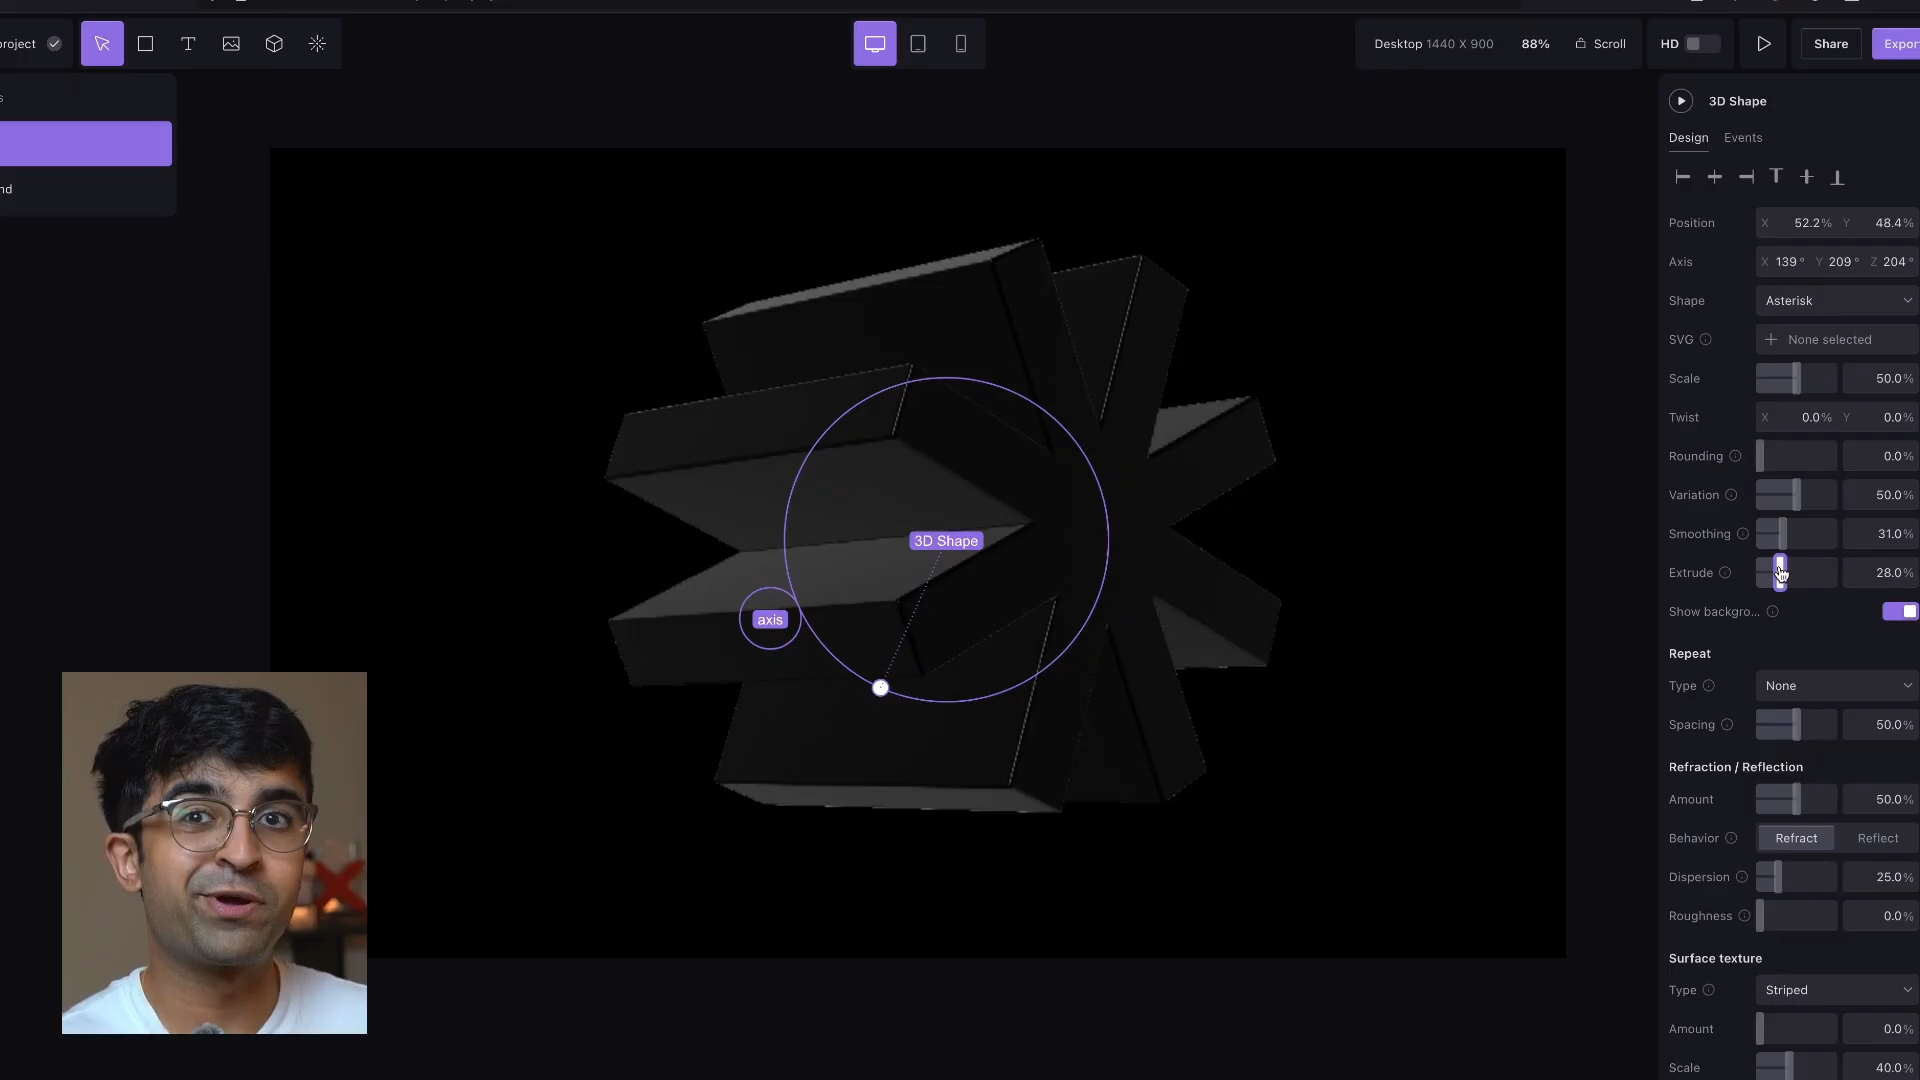 project
Desktop 1440 X 900
88%
Scroll
HD
Share
Expor
s
nd
3D Shape
Design Events
Position X 52.2% Y 48.4%
Axis X 139° Y 209° Z 204°
Shape Asterisk
SVG None selected
Scale 50.0%
Twist X 0.0% Y 0.0%
Rounding 0.0%
Variation 50.0%
Smoothing 31.0%
Extrude 28.0%
Show backgro... 
Repeat
Type None
Spacing 50.0%
Refraction / Reflection
Amount 50.0%
Behavior Refract Reflect
Dispersion 25.0%
Roughness 0.0%
Surface texture
Type Striped
Amount 0.0%
Scale 40.0%
3D Shape
axis